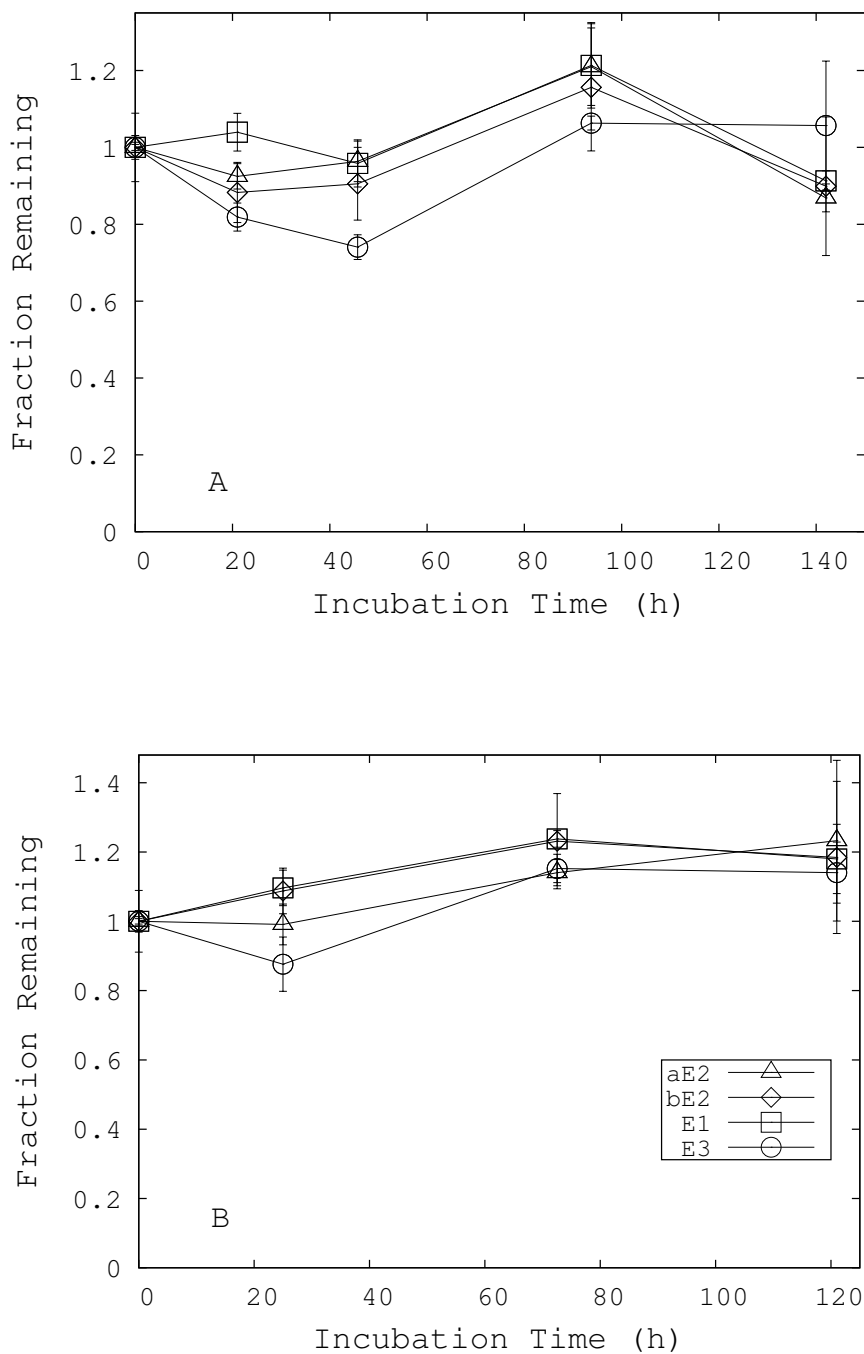 1.2
1
0.8
0.6
0.4
0.2
0
Fraction Remaining
A
0 20 40 60 80 100 120 140
Incubation Time (h)
1.4
1.2
1
0.8
0.6
0.4
0.2
0
Fraction Remaining
aE2
bE2
E1
E3
B
0 20 40 60 80 100 120
Incubation Time (h)